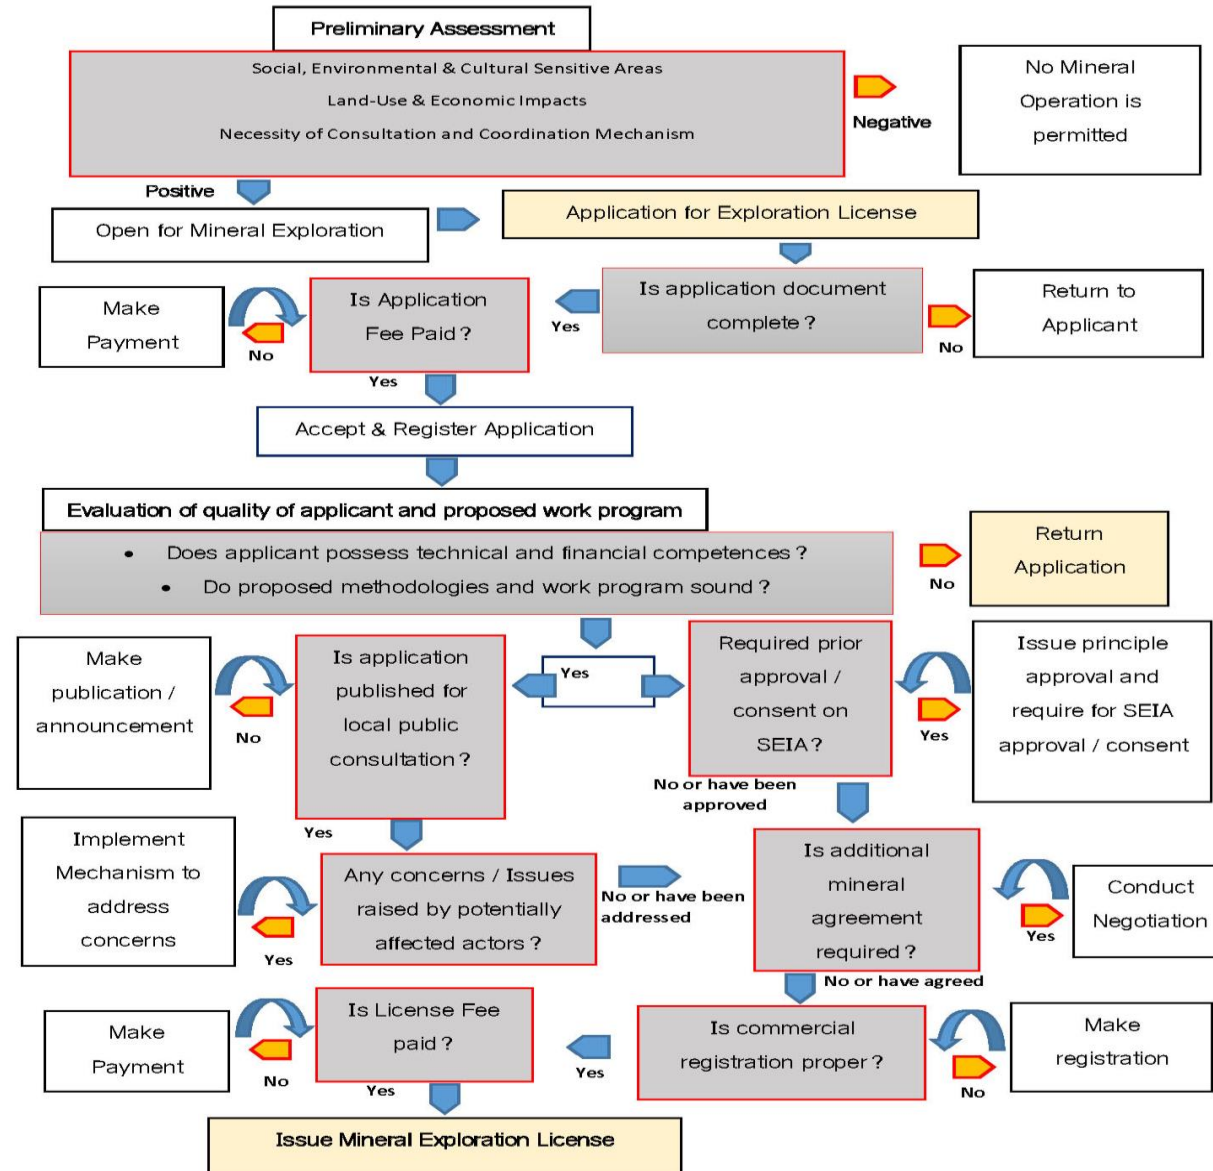 Preliminary Assessment
Social, Environmental & Cultural Sensitive Areas
Land-Use & Economic Impacts
Necessity of Consultation and Coordination Mechanism
Negative
No Mineral
Operation is
permitted
Positive
Open for Mineral Exploration
Application for Exploration License
Is application document
complete?
No
Return to
Applicant
Yes
Is Application
Fee Paid?
No
Make
Payment
Yes
Accept & Register Application
Evaluation of quality of applicant and proposed work program
• Does applicant possess technical and financial competences?
• Do proposed methodologies and work program sound?
No
Return
Application
Yes
Is application
published for
local public
consultation?
No
Make
publication /
announcement
Required prior
approval /
consent on
SEIA?
Yes
Issue principle
approval and
require for SEIA
approval / consent
Yes
No or have been
approved
Any concerns / Issues
raised by potentially
affected actors?
Yes
Implement
Mechanism to
address
concerns
No or have been
addressed
Is additional
mineral
agreement
required?
Yes
Conduct
Negotiation
No or have agreed
Is commercial
registration proper?
No
Make
registration
Yes
Is License Fee
paid?
No
Make
Payment
Yes
Issue Mineral Exploration License